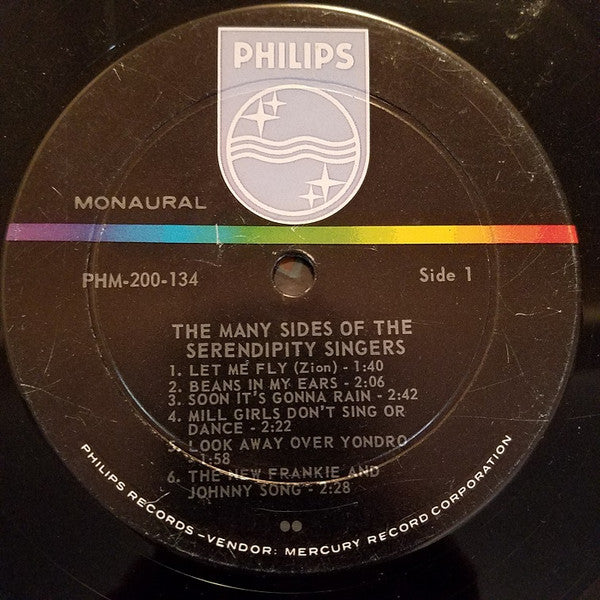 PHILIPS
MONAURAL
PHM-200-134
Side 1
THE MANY SIDES OF THE
SERENDIPITY SINGERS
1. LET ME FLY (Zion) - 1:40
2. BEANS IN MY EARS - 2:06
3. SOON IT'S GONNA RAIN - 2:42
4. MILL GIRLS DON'T SING OR
DANCE - 2:22
5. LOOK AWAY OVER YONDRO
- 1:58
6. THE NEW FRANKIE AND
JOHNNY SONG - 2:28
PHILIPS RECORDS -VENDOR: MERCURY RECORD CORPORATION